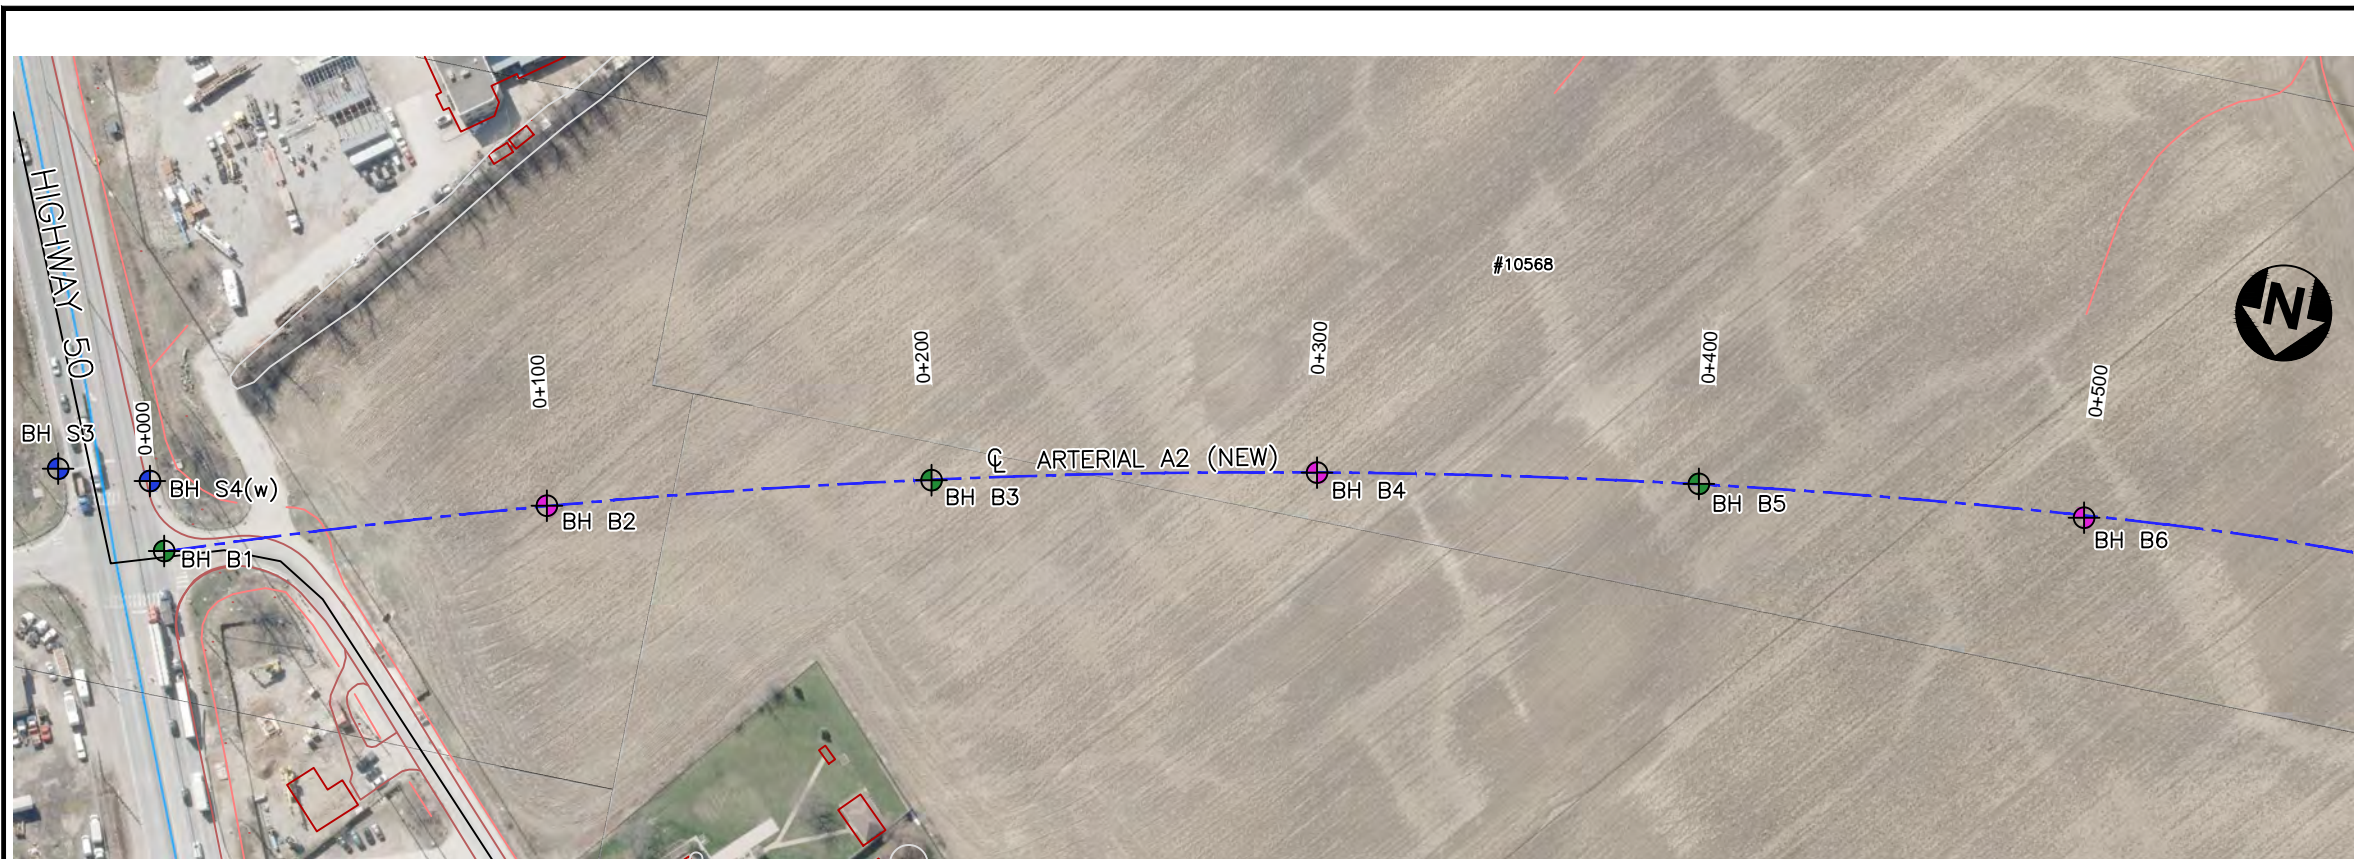 HIGHWAY 50
#10568
0+000
0+100
0+200
0+300
0+400
0+500
N
BH S3
BH S4(w)
℄ ARTERIAL A2 (NEW)
BH B1
BH B2
BH B3
BH B4
BH B5
BH B6